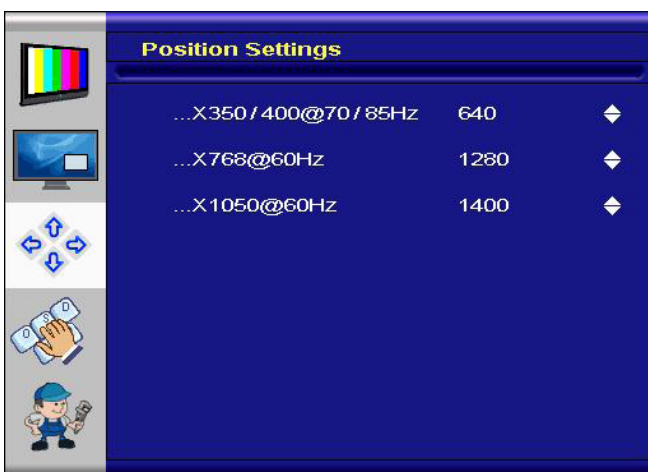 Position Settings
...X350/400@70/85Hz 640
...X768@60Hz 1280
...X1050@60Hz 1400
O S D